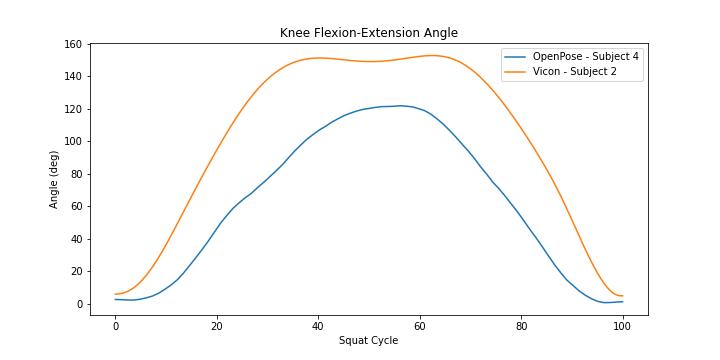 Knee Flexion-Extension Angle
OpenPose - Subject 4
Vicon - Subject 2
160
140
120
100
80
60
40
20
0
Angle (deg)
0 20 40 60 80 100
Squat Cycle